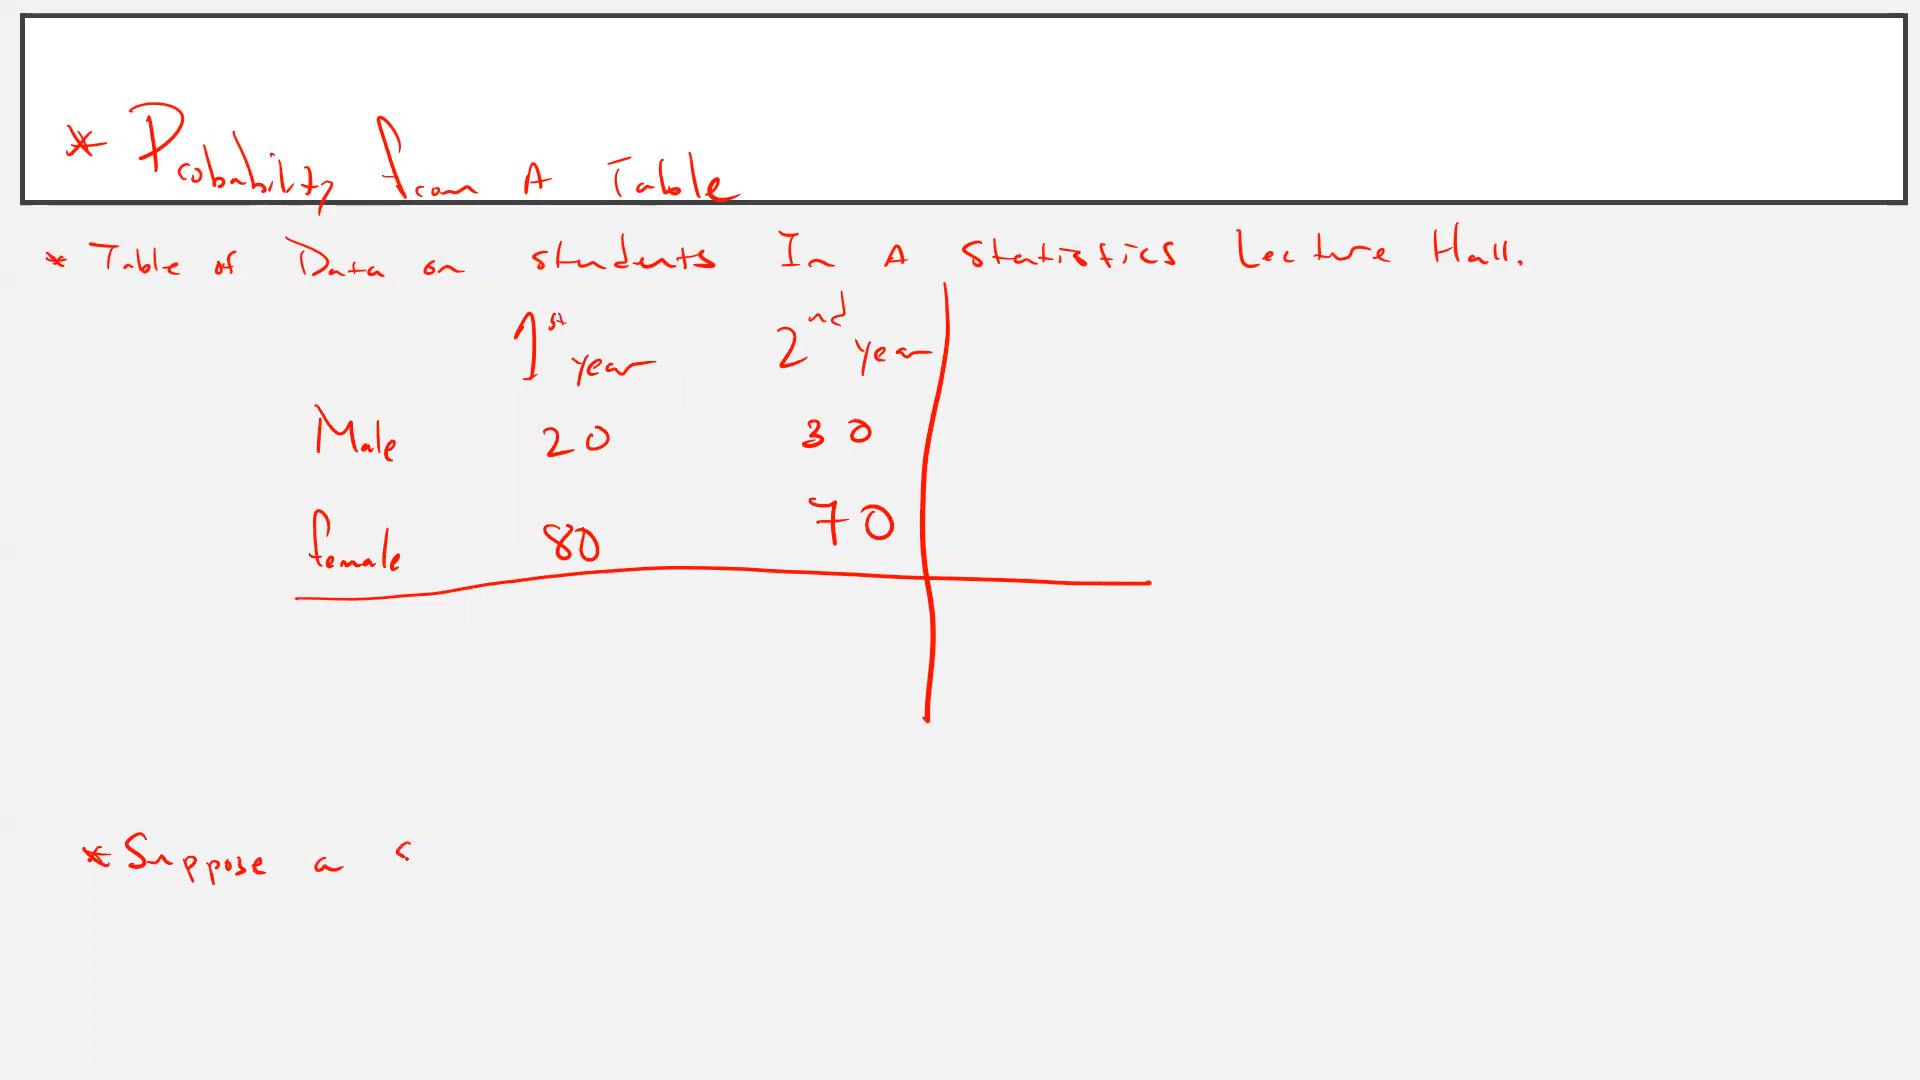 * Probability from A Table
* Table of Data on students In A Statistics Lecture Hall.
1st year 2nd year
Male 20 30
female 80 70
* Suppose a s